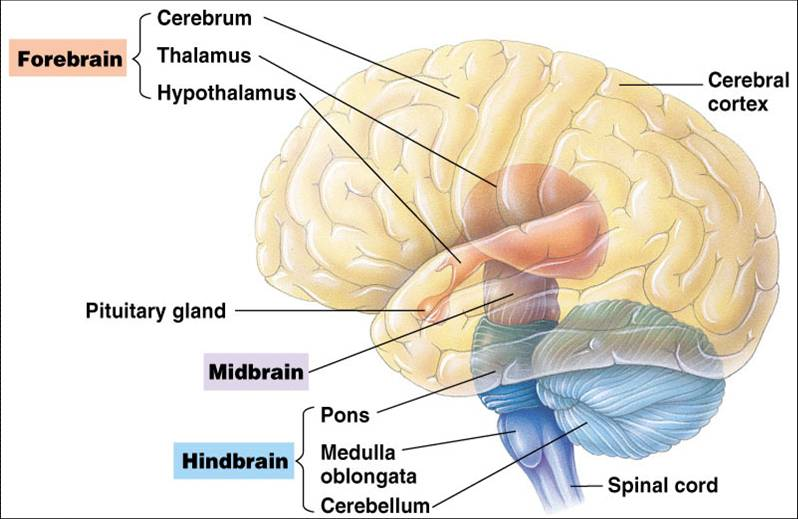 Forebrain
Cerebrum
Thalamus
Hypothalamus
Cerebral
cortex
Pituitary gland
Midbrain
Hindbrain
Pons
Medulla
oblongata
Cerebellum
Spinal cord